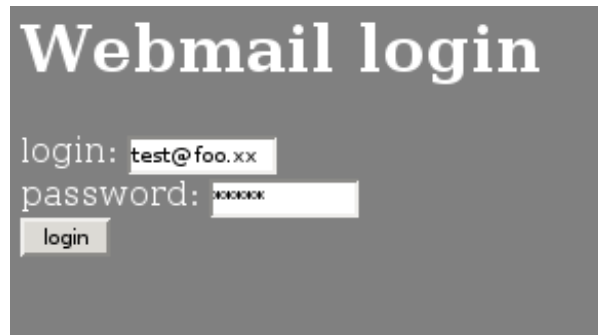 Webmail login
login: test@foo.xx
password: *****
login